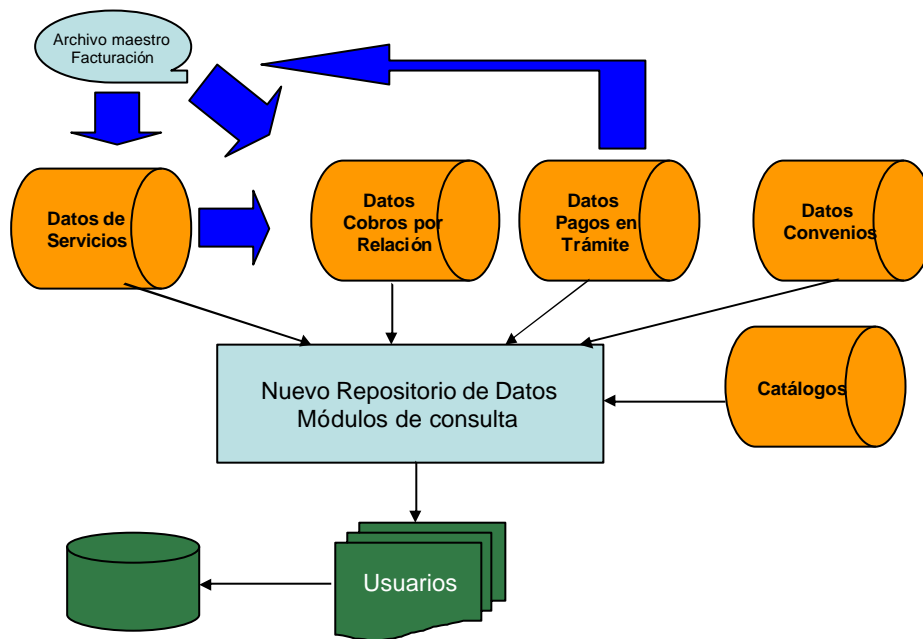 Archivo maestro
Facturación
Datos de
Servicios
Datos
Cobros por
Relación
Datos
Pagos en
Trámite
Datos
Convenios
Nuevo Repositorio de Datos
Módulos de consulta
Catálogos
Usuarios